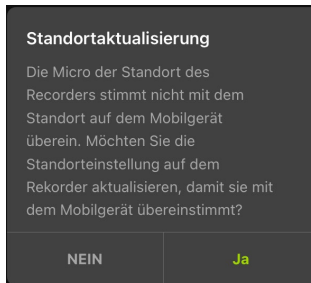 Standortaktualisierung
Die Micro der Standort des
Recorders stimmt nicht mit dem
Standort auf dem Mobilgerät
überein. Möchten Sie die
Standorteinstellung auf dem
Rekorder aktualisieren, damit sie mit
dem Mobilgerät übereinstimmt?
NEIN
Ja